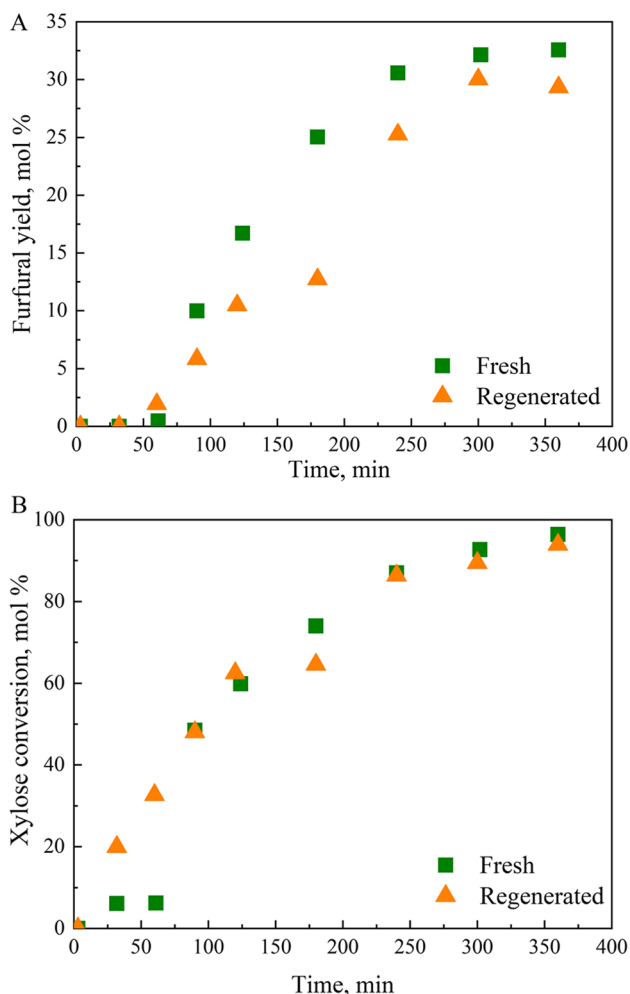 A
35
30
25
20
15
10
5
0
Furfural yield, mol %
Fresh
Regenerated
0 50 100 150 200 250 300 350 400
Time, min
B
100
80
60
40
20
0
Xylose conversion, mol %
Fresh
Regenerated
0 50 100 150 200 250 300 350 400
Time, min